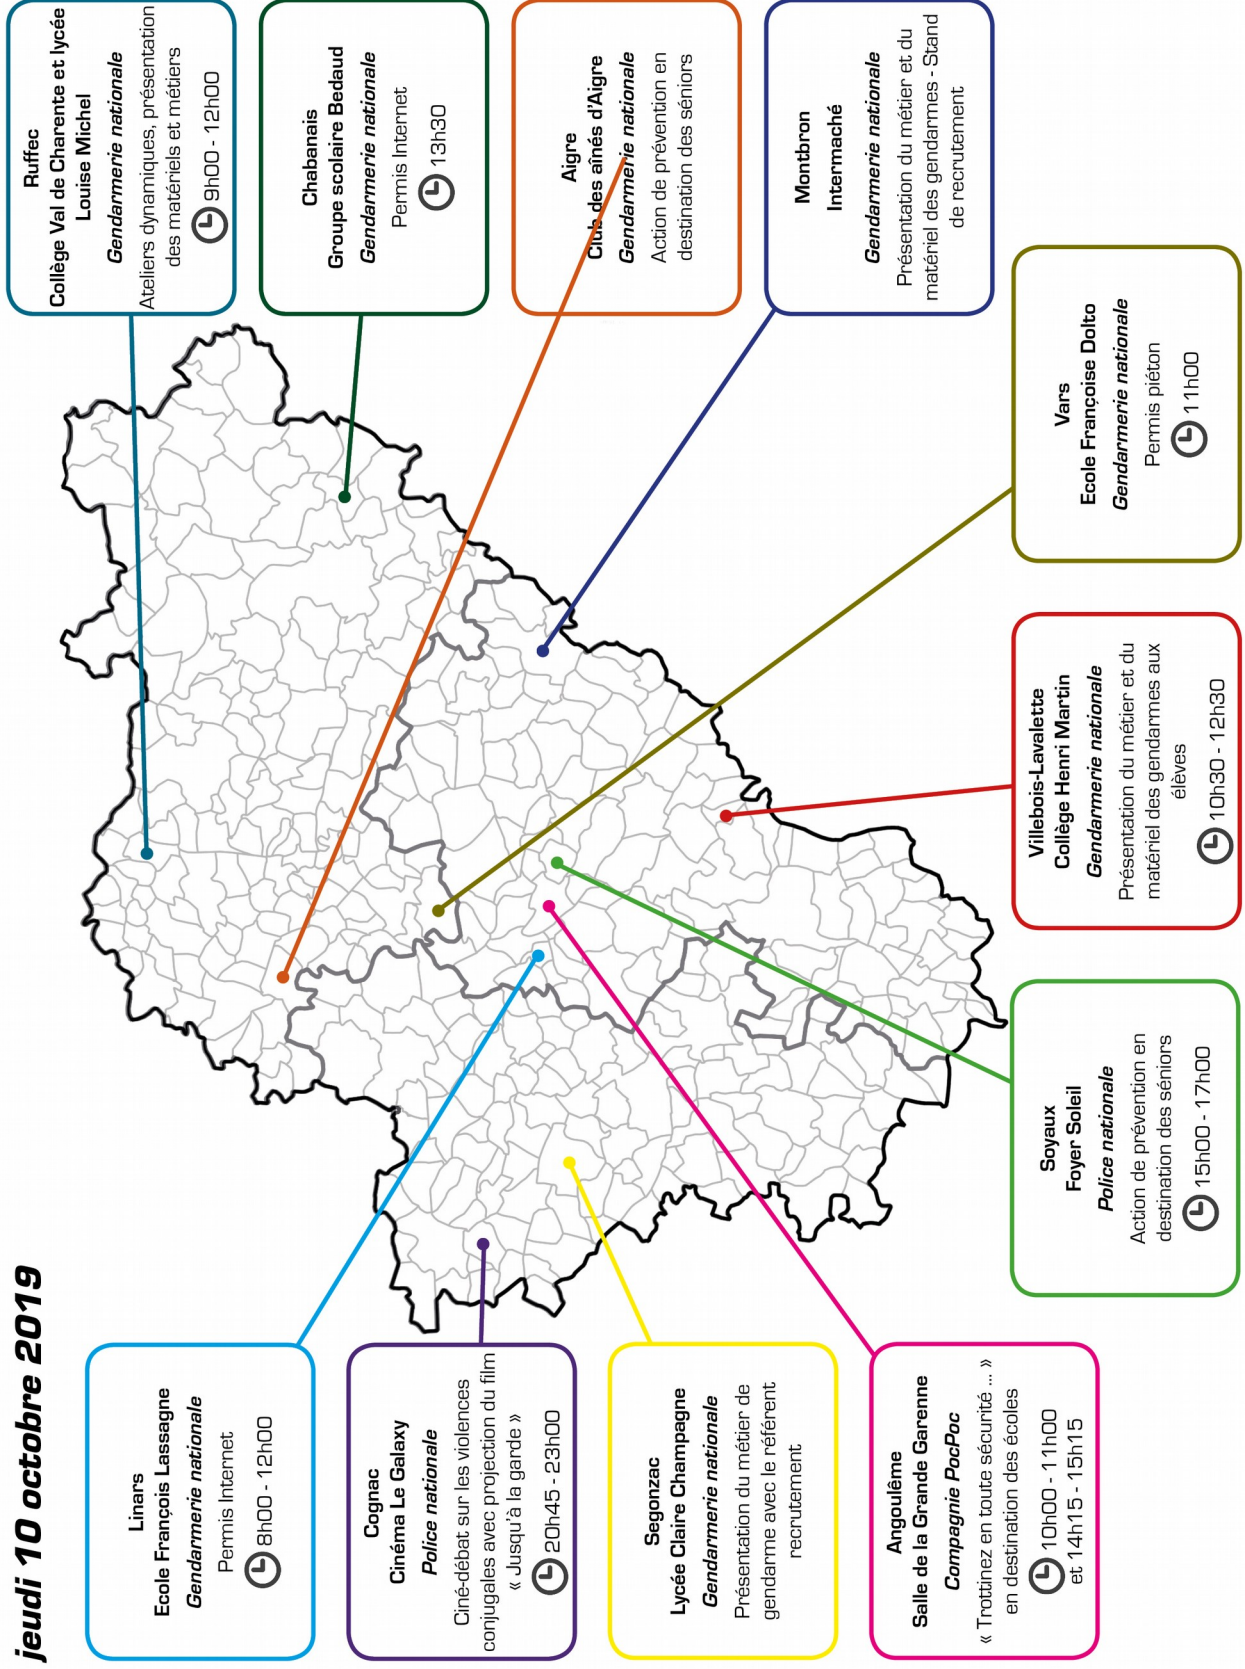 jeudi 10 octobre 2019
Linars
Ecole François Lassagne
Gendarmerie nationale
Permis Internet
8h00 - 12h00
Cognac
Cinéma Le Galaxy
Police nationale
Ciné-débat sur les violences
conjugales avec projection du film
« Jusqu'à la garde »
20h45 - 23h00
Segonzac
Lycée Claire Champagne
Gendarmerie nationale
Présentation du métier de
gendarme avec le référent
recrutement
Angoulême
Salle de la Grande Garenne
Compagnie PocPoc
« Trottinez en toute sécurité ... »
en destination des écoles
10h00 - 11h00
et 14h15 - 15h15
Soyaux
Foyer Soleil
Police nationale
Action de prévention en
destination des séniors
15h00 - 17h00
Villebois-Lavalette
Collège Henri Martin
Gendarmerie nationale
Présentation du métier et du
matériel des gendarmes aux
élèves
10h30 - 12h30
Vars
Ecole Françoise Dolto
Gendarmerie nationale
Permis piéton
11h00
Ruffec
Collège Val de Charente et lycée
Louise Michel
Gendarmerie nationale
Ateliers dynamiques, présentation
des matériels et métiers
9h00 - 12h00
Chabanais
Groupe scolaire Bedaud
Gendarmerie nationale
Permis Internet
13h30
Aigre
Club des aînés d'Aigre
Gendarmerie nationale
Action de prévention en
destination des séniors
Montbron
Intermaché
Gendarmerie nationale
Présentation du métier et du
matériel des gendarmes - Stand
de recrutement